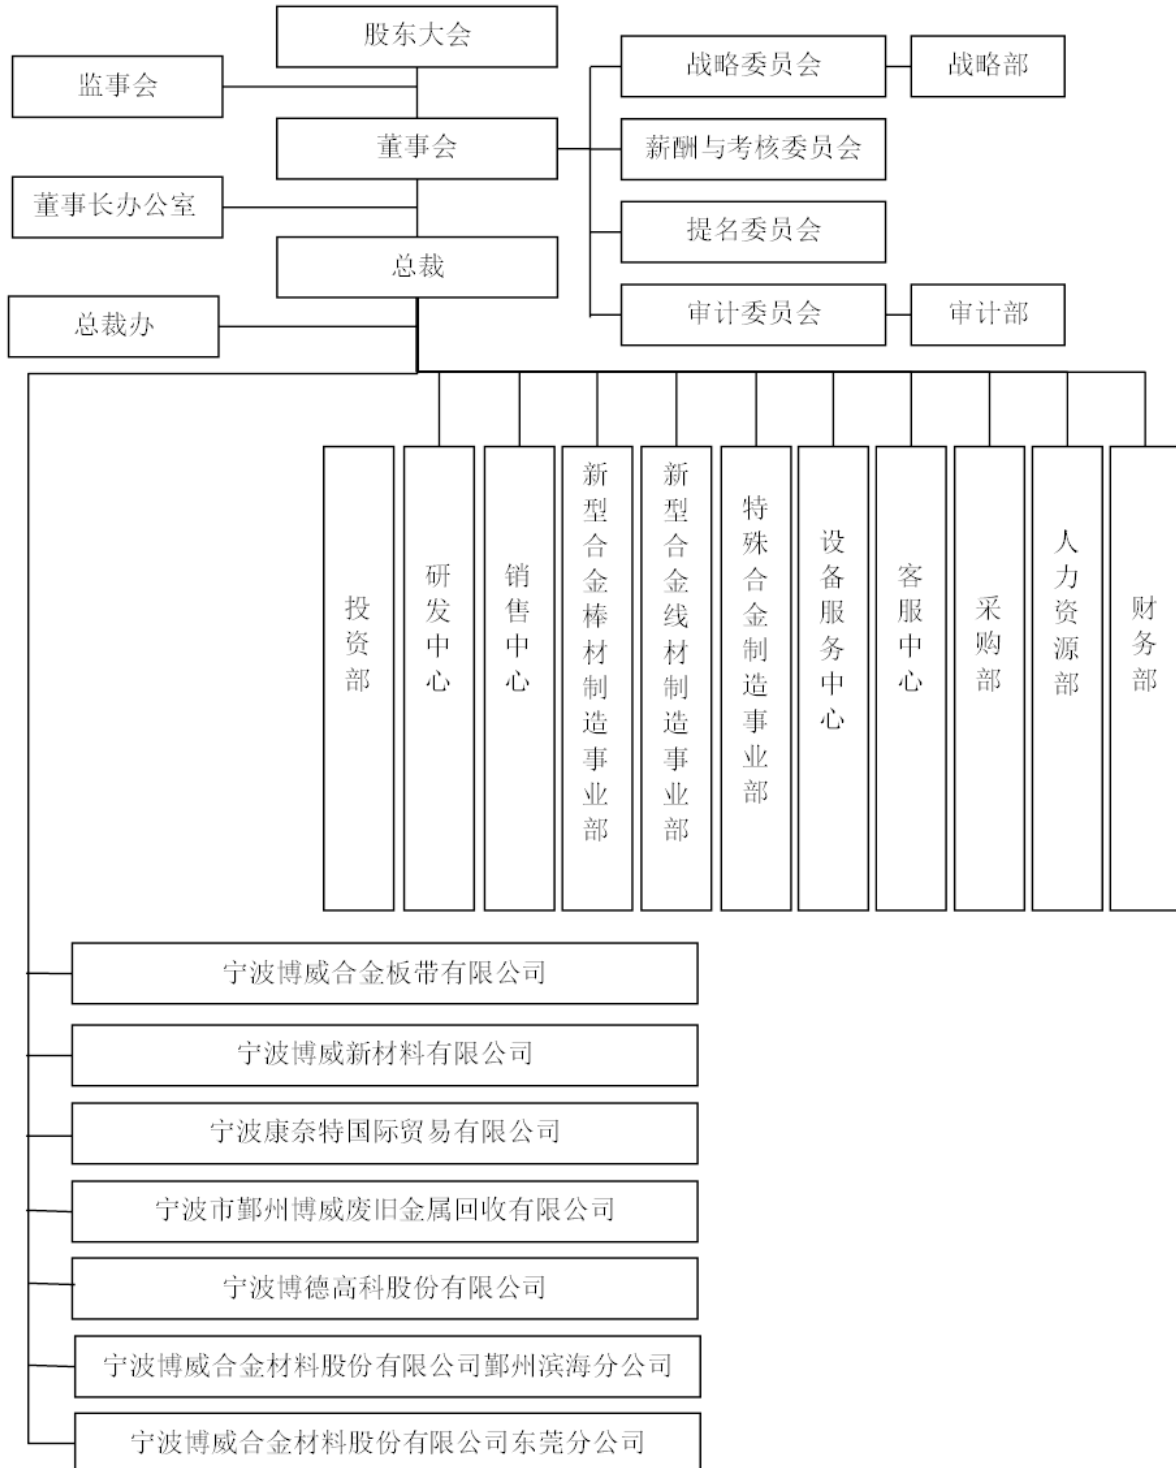 股东大会
监事会
战略委员会
战略部
董事会
薪酬与考核委员会
董事长办公室
提名委员会
总裁
总裁办
审计委员会
审计部
投资部
研发中心
销售中心
新型合金棒材制造事业部
新型合金线材制造事业部
特殊合金制造事业部
设备服务中心
客服中心
采购部
人力资源部
财务部
宁波博威合金板带有限公司
宁波博威新材料有限公司
宁波康奈特国际贸易有限公司
宁波市鄞州博威废旧金属回收有限公司
宁波博德高科股份有限公司
宁波博威合金材料股份有限公司鄞州滨海分公司
宁波博威合金材料股份有限公司东莞分公司